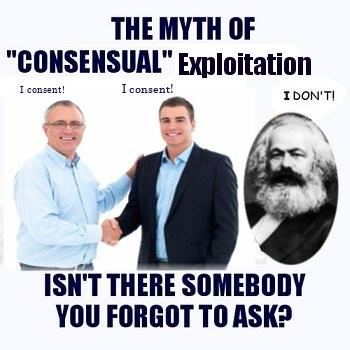 THE MYTH OF
"CONSENSUAL" Exploitation
I consent!
I consent!
I DON'T!
ISN'T THERE SOMEBODY
YOU FORGOT TO ASK?